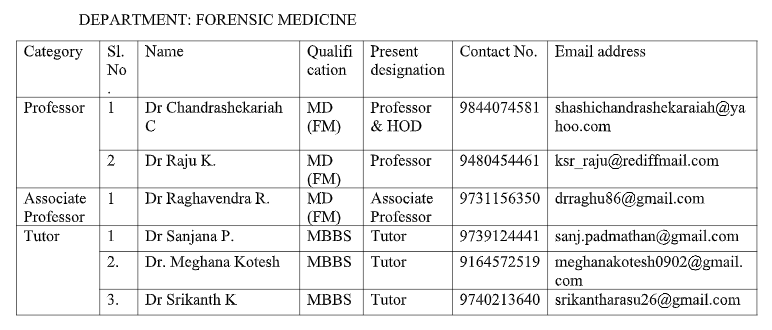 DEPARTMENT: FORENSIC MEDICINE
Category Sl. Name Qualifi Present Contact No. Email address
No cation designation
.
Professor 1 Dr Chandrashekariah MD Professor 9844074581 shashichandrashekaraiah@ya
C (FM) & HOD hoo.com
2 Dr Raju K. MD Professor 9480454461 ksr_raju@rediffmail.com
(FM)
Associate 1 Dr Raghavendra R. MD Associate 9731156350 drraghu86@gmail.com
Professor (FM) Professor
Tutor 1 Dr Sanjana P. MBBS Tutor 9739124441 sanj.padmathan@gmail.com
2. Dr. Meghana Kotesh MBBS Tutor 9164572519 meghanakotesh0902@gmail.
com
3. Dr Srikanth K MBBS Tutor 9740213640 srikantharasu26@gmail.com